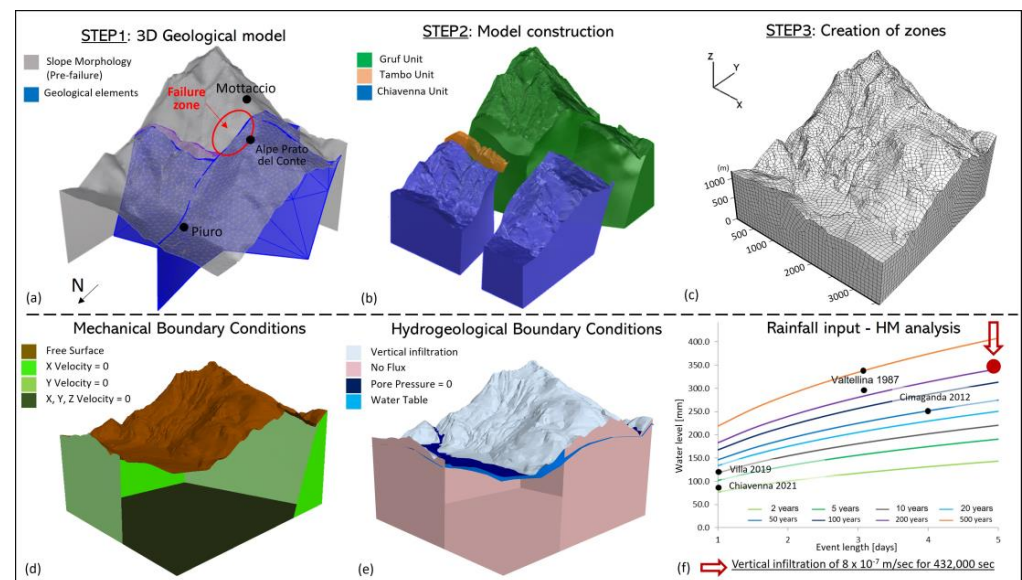 STEP1: 3D Geological model
Slope Morphology
(Pre-failure)
Geological elements
Failure
zone
Mottaccio
Alpe Prato
del Conte
Piuro
N
(a)
STEP2: Model construction
Gruf Unit
Tambo Unit
Chiavenna Unit
(b)
STEP3: Creation of zones
Z
Y
X
(m)
1000
500
0
500
1000
2000
3000
(c)
Mechanical Boundary Conditions
Free Surface
X Velocity = 0
Y Velocity = 0
X, Y, Z Velocity = 0
(d)
Hydrogeological Boundary Conditions
Vertical infiltration
No Flux
Pore Pressure = 0
Water Table
(e)
Rainfall input - HM analysis
Water level [mm]
400.0
350.0
300.0
250.0
200.0
150.0
100.0
50.0
0.0
Valtellina 1987
Cimaganda 2012
Villa 2019
Chiavenna 2021
2 years 5 years 10 years 20 years
50 years 100 years 200 years 500 years
1 2 3 4 5
Event length [days]
(f) Vertical infiltration of 8 x 10⁻⁷ m/sec for 432,000 sec